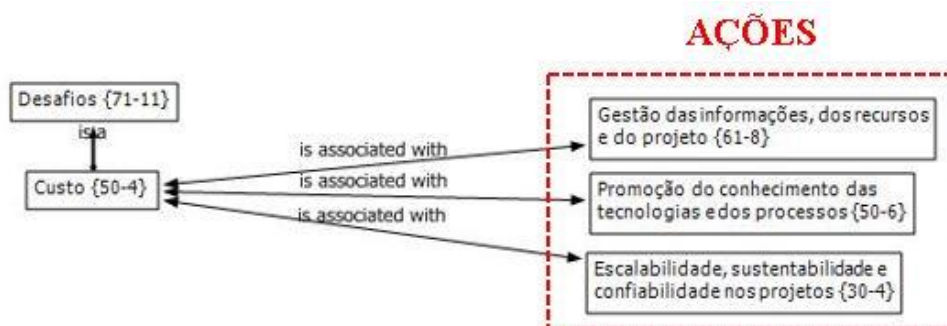 AÇÕES
Desafios {71-11}
is a
Custo {50-4}
is associated with
is associated with
is associated with
Gestão das informações, dos recursos
e do projeto {61-8}
Promoção do conhecimento das
tecnologias e dos processos {50-6}
Escalabilidade, sustentabilidade e
confiabilidade nos projetos {30-4}